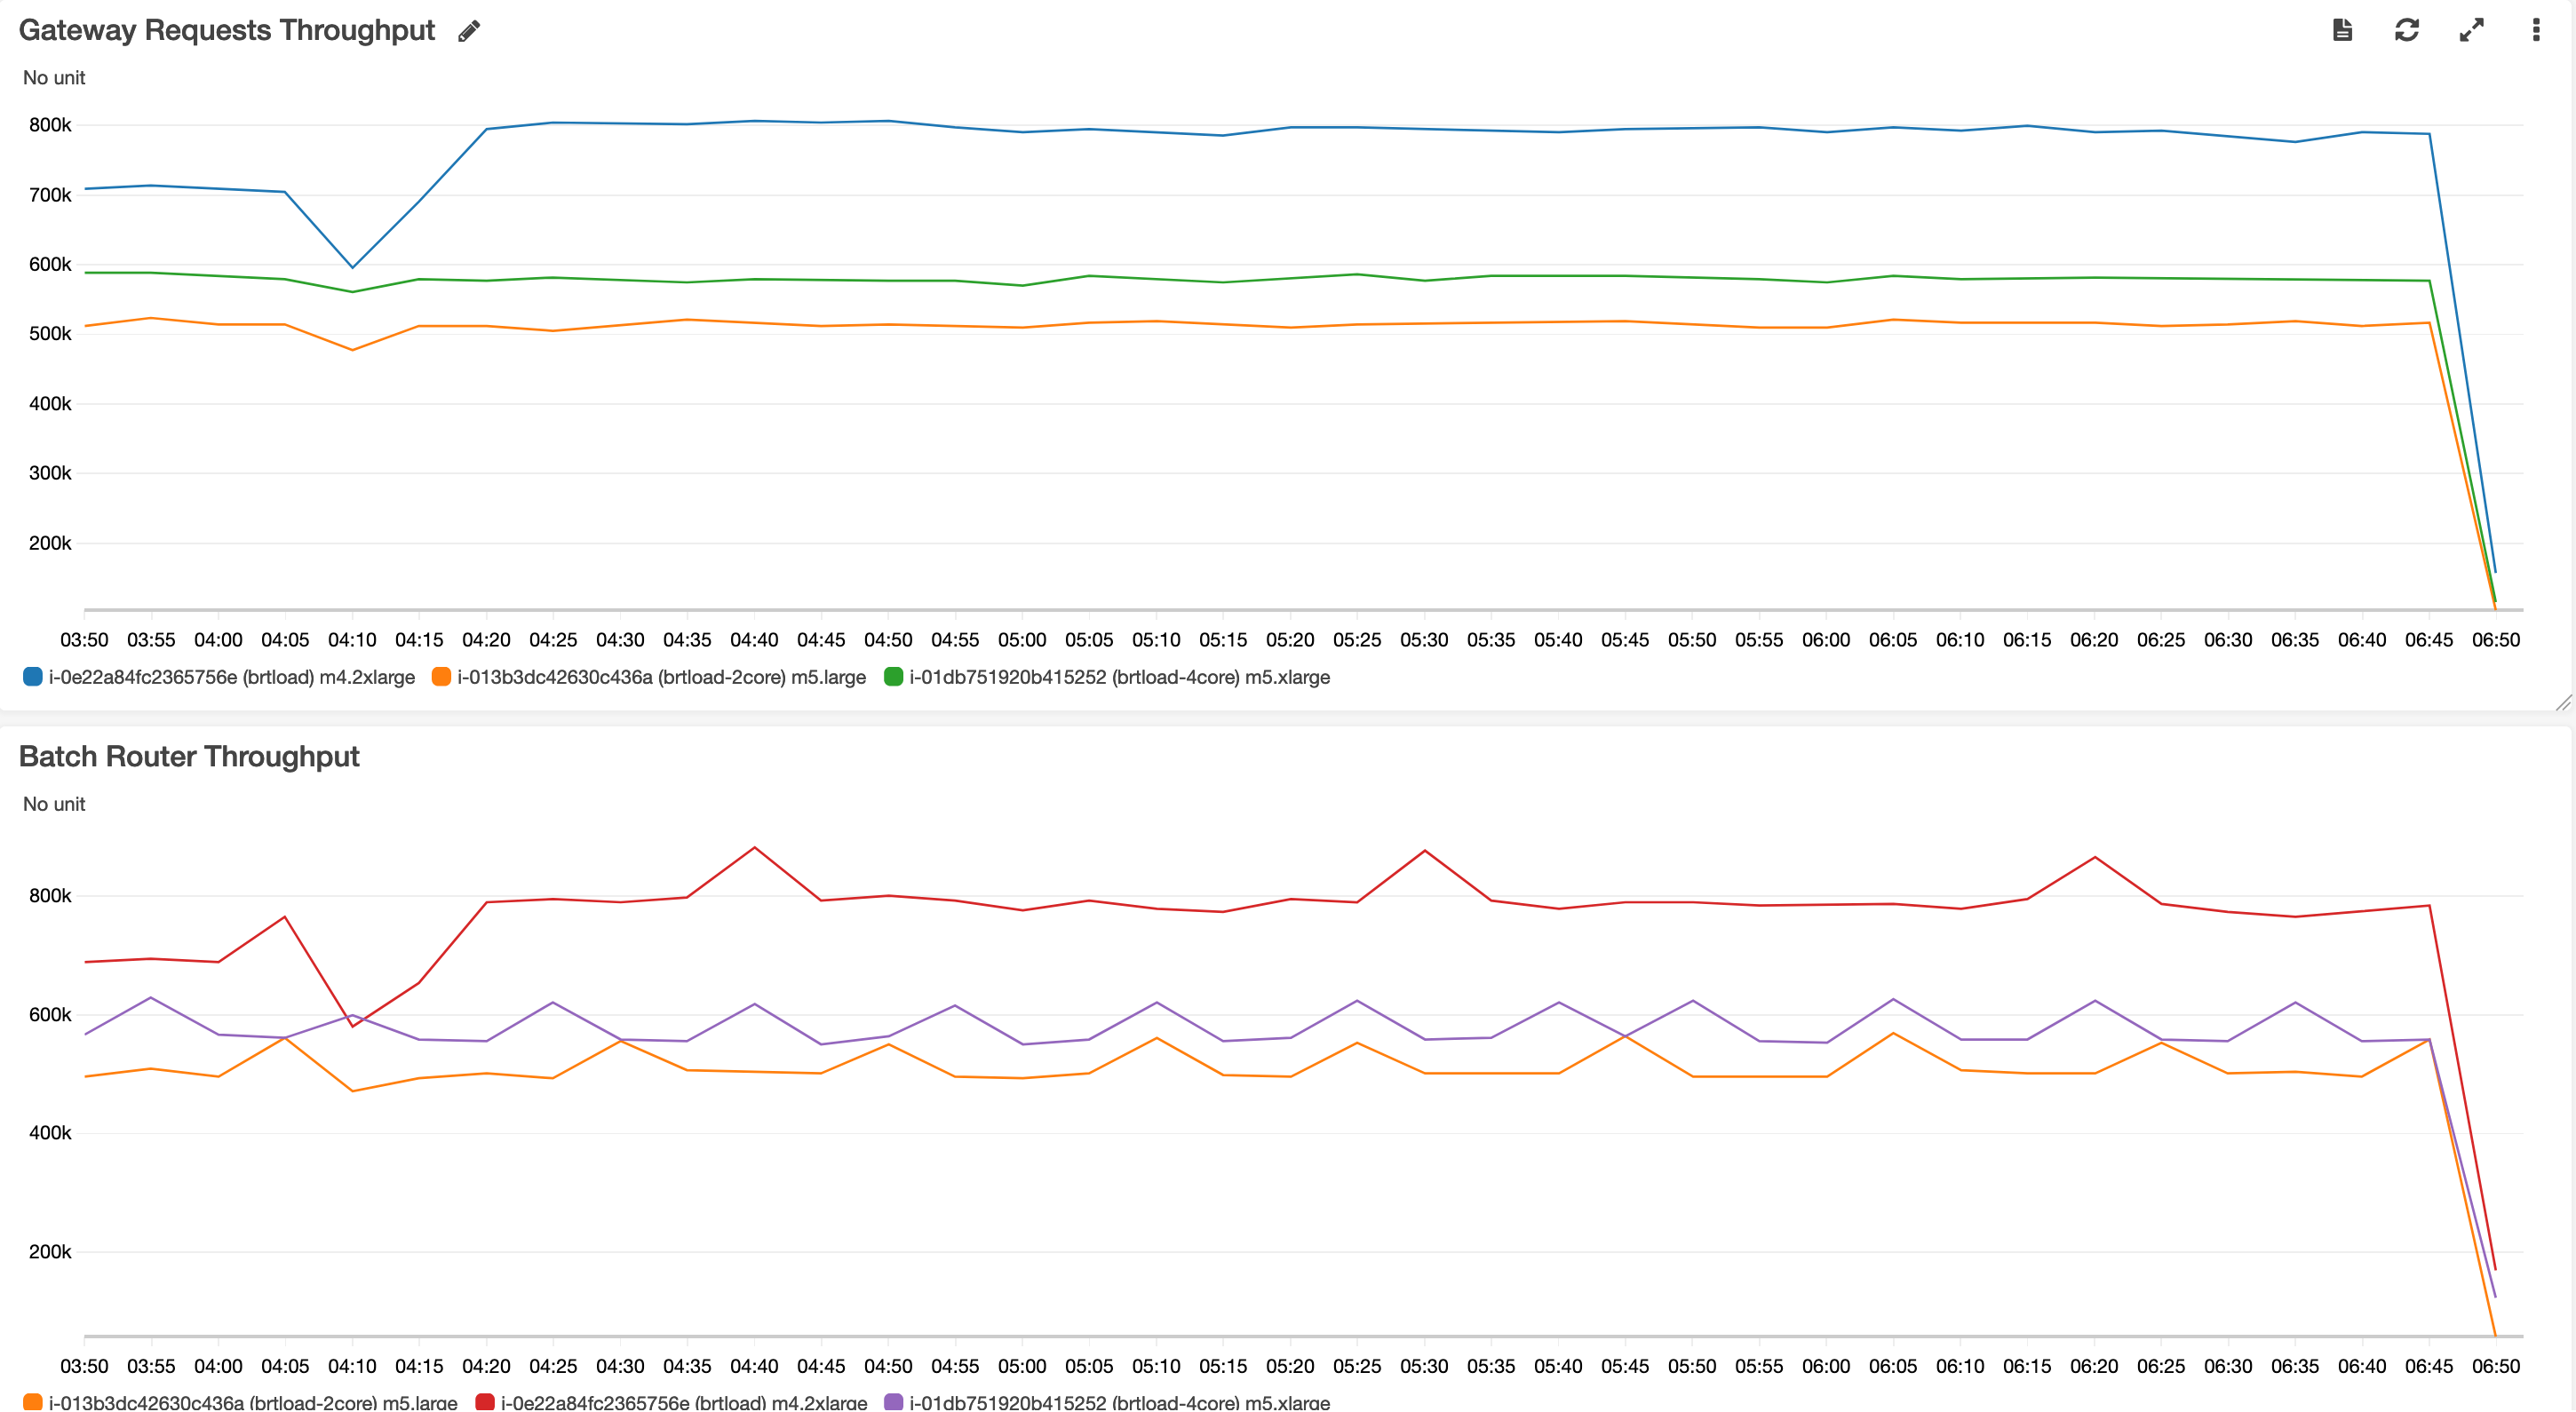 Gateway Requests Throughput
No unit
800k
700k
600k
500k
400k
300k
200k
03:50 03:55 04:00 04:05 04:10 04:15 04:20 04:25 04:30 04:35 04:40 04:45 04:50 04:55 05:00 05:05 05:10 05:15 05:20 05:25 05:30 05:35 05:40 05:45 05:50 05:55 06:00 06:05 06:10 06:15 06:20 06:25 06:30 06:35 06:40 06:45 06:50
i-0e22a84fc2365756e (brtload) m4.2xlarge i-013b3dc42630c436a (brtload-2core) m5.large i-01db751920b415252 (brtload-4core) m5.xlarge
Batch Router Throughput
No unit
800k
600k
400k
200k
03:50 03:55 04:00 04:05 04:10 04:15 04:20 04:25 04:30 04:35 04:40 04:45 04:50 04:55 05:00 05:05 05:10 05:15 05:20 05:25 05:30 05:35 05:40 05:45 05:50 05:55 06:00 06:05 06:10 06:15 06:20 06:25 06:30 06:35 06:40 06:45 06:50
i-013b3dc42630c436a (brtload-2core) m5.large i-0e22a84fc2365756e (brtload) m4.2xlarge i-01db751920b415252 (brtload-4core) m5.xlarge